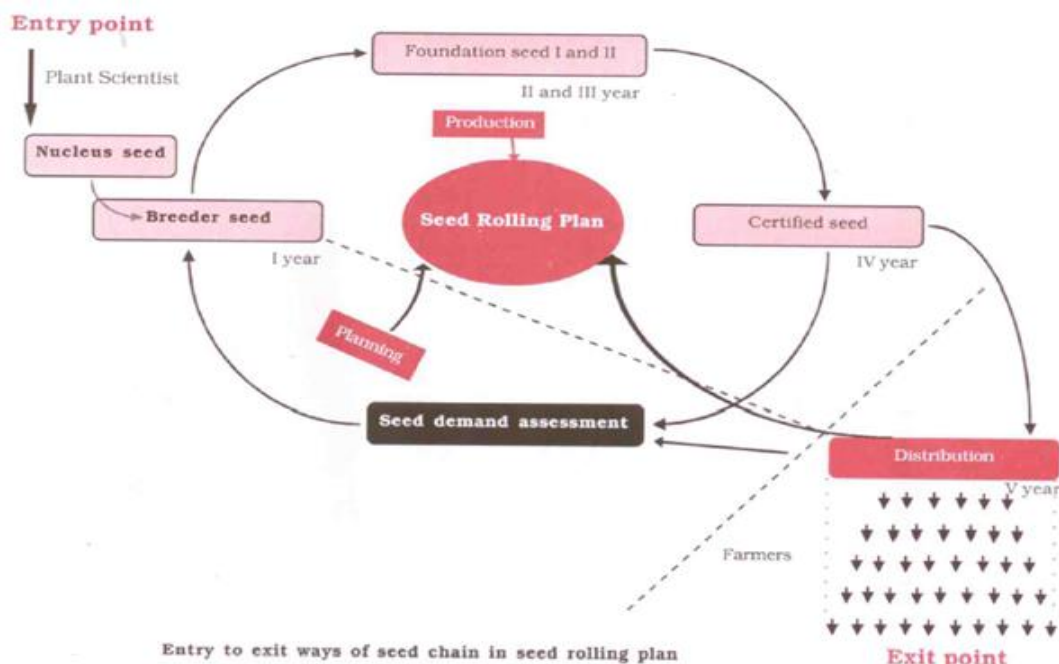 Entry point
Plant Scientist
Nucleus seed
Breeder seed
I year
Foundation seed I and II
II and III year
Production
Seed Rolling Plan
Certified seed
IV year
Planning
Seed demand assessment
Distribution
V year
Farmers
Exit point
Entry to exit ways of seed chain in seed rolling plan